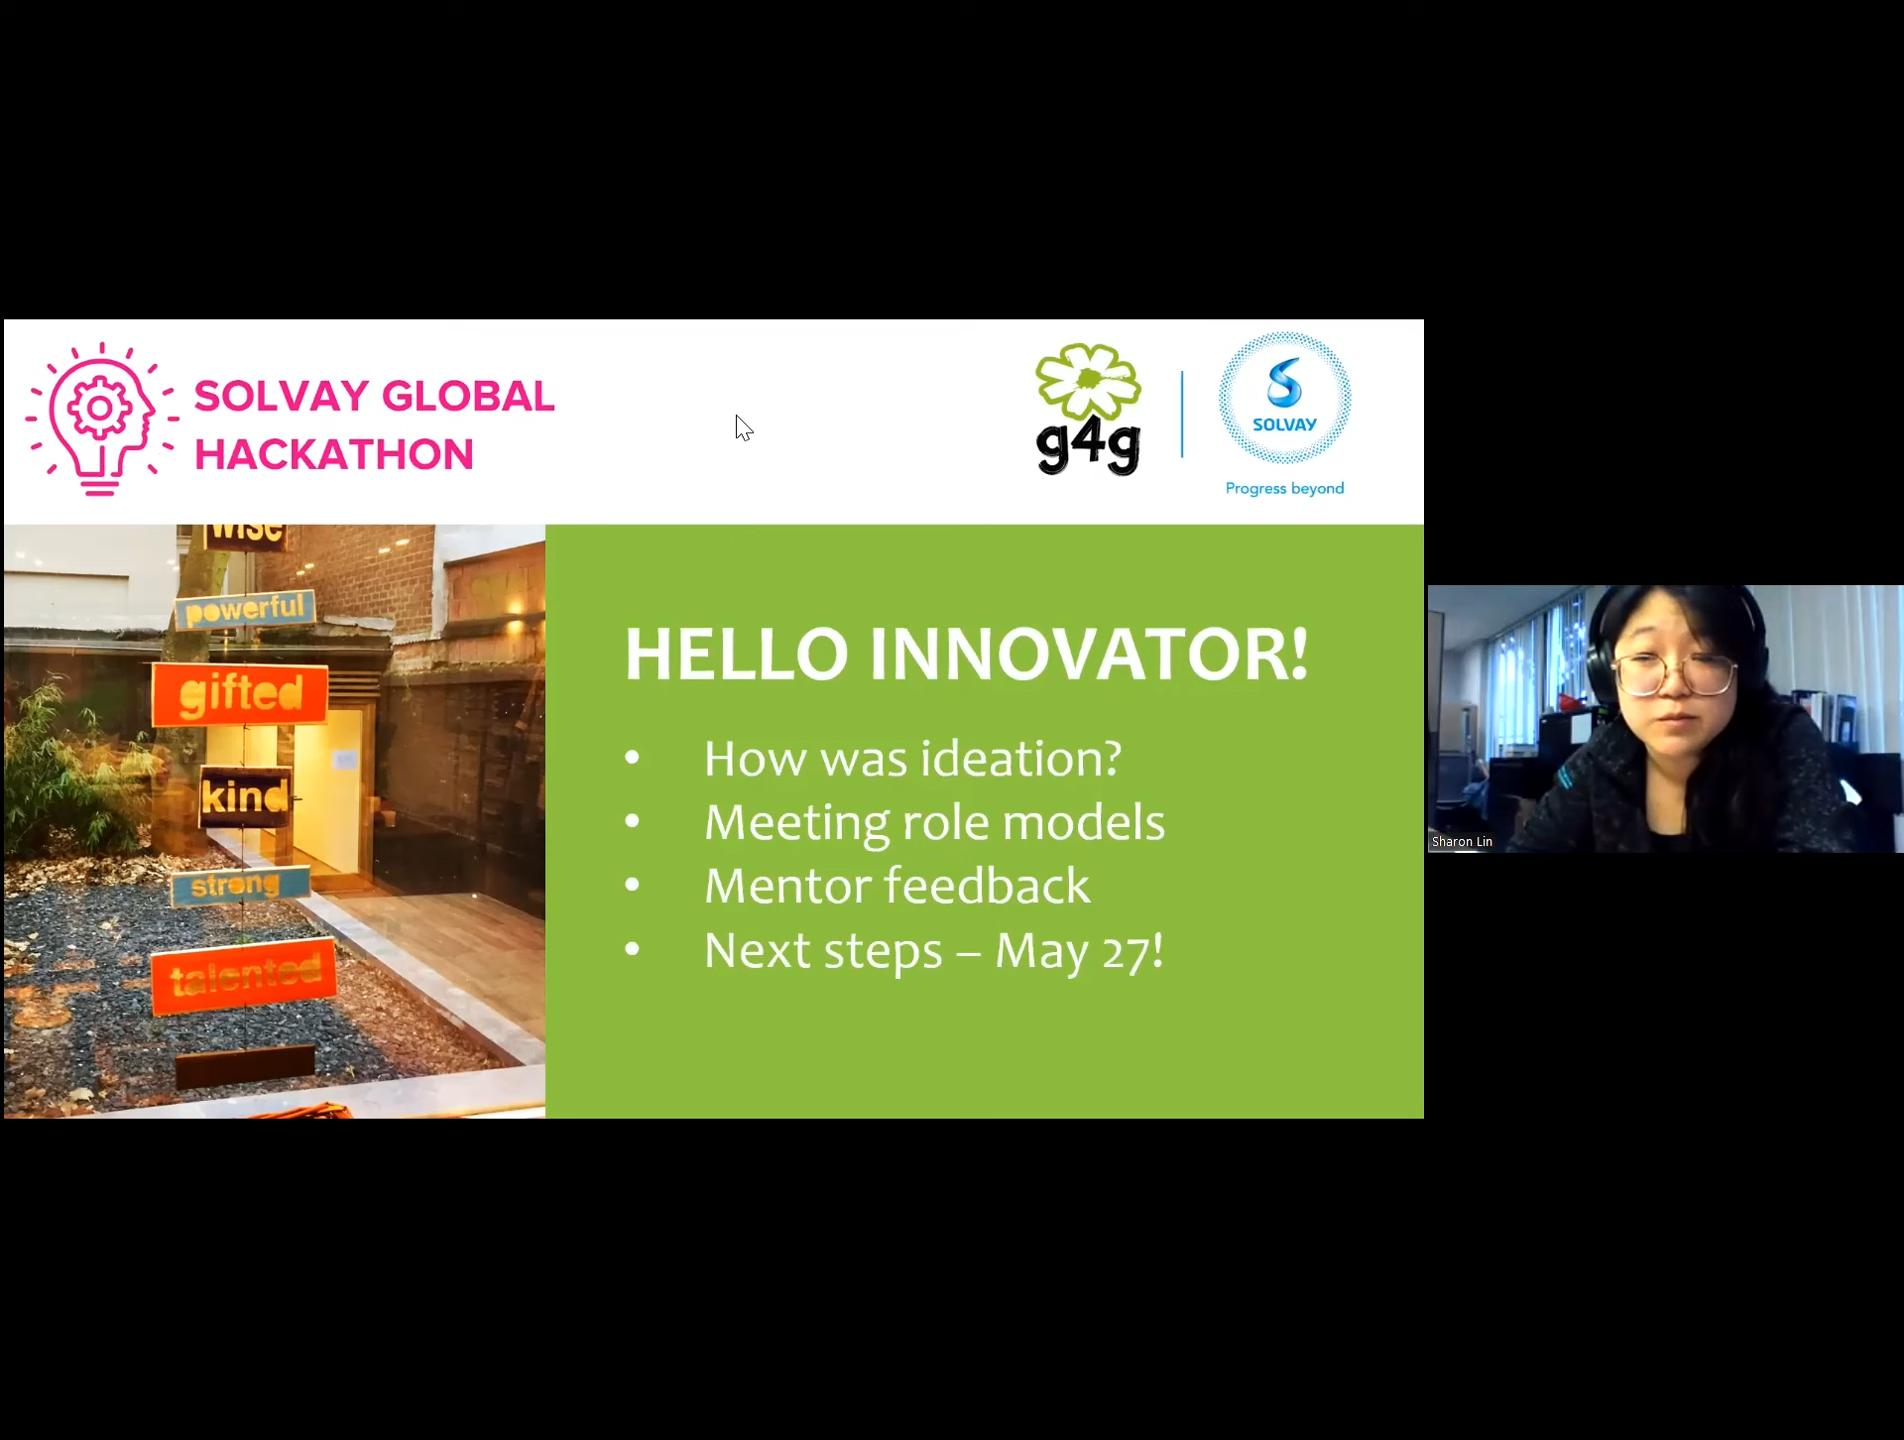 SOLVAY GLOBAL
HACKATHON
g4g
SOLVAY
Progress beyond
wise
powerful
gifted
kind
strong
talented
HELLO INNOVATOR!
• How was ideation?
• Meeting role models
• Mentor feedback
• Next steps – May 27!
Sharon Lin